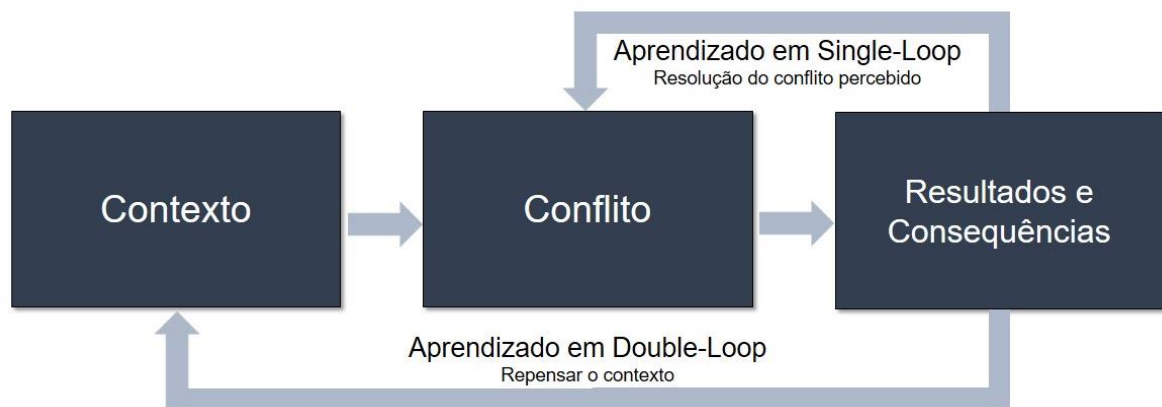 Aprendizado em Single-Loop
Resolução do conflito percebido
Contexto
Conflito
Resultados e
Consequências
Aprendizado em Double-Loop
Repensar o contexto